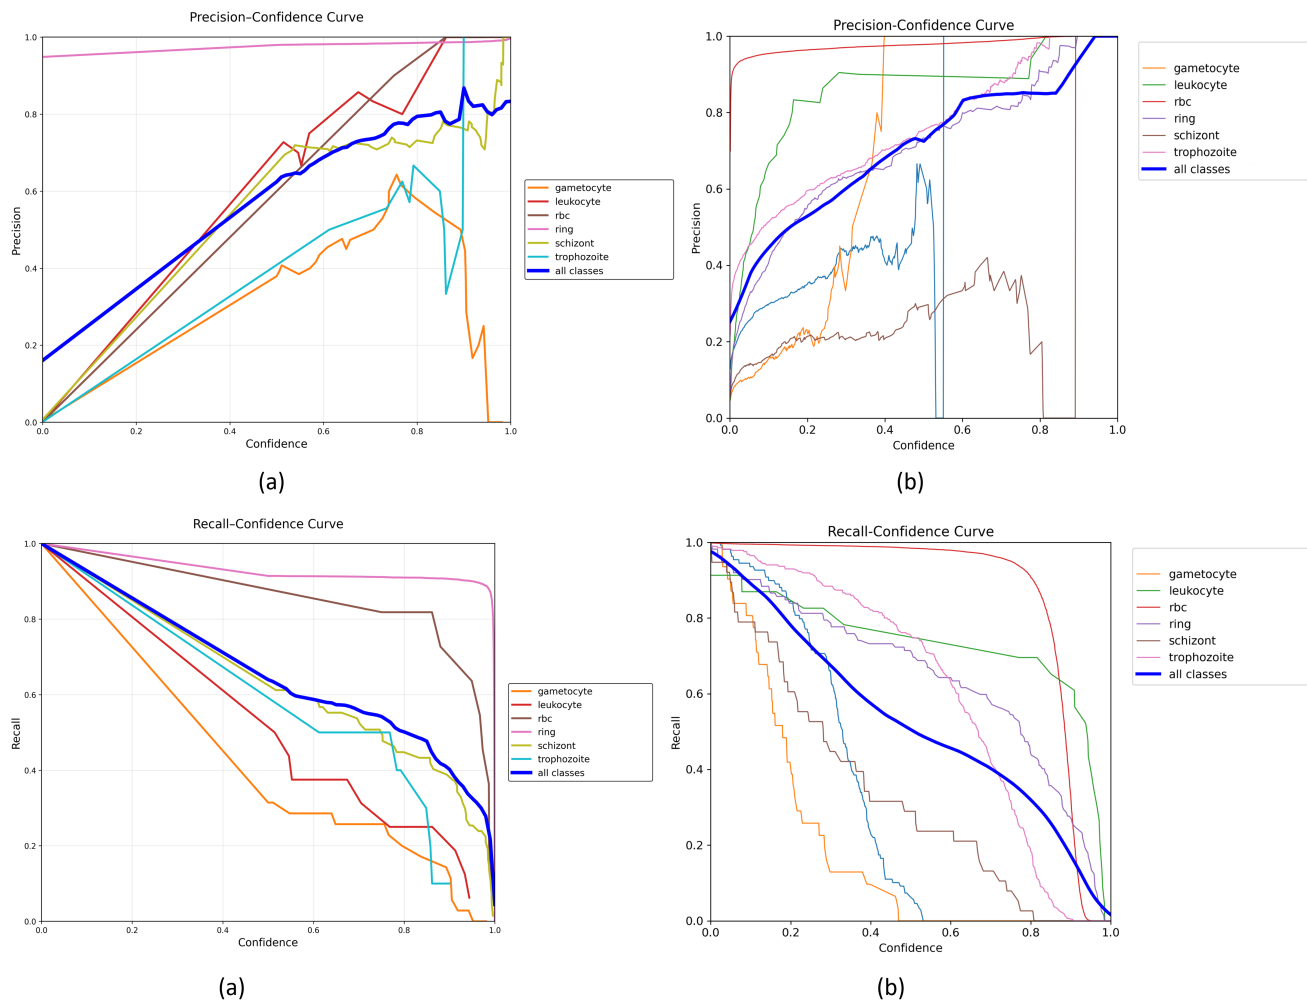 Precision–Confidence Curve
1.0
0.8
0.6
0.4
0.2
0.0
Precision
0.0 0.2 0.4 0.6 0.8 1.0
Confidence
gametocyte
leukocyte
rbc
ring
schizont
trophozoite
all classes
(a)
Precision-Confidence Curve
1.0
0.8
0.6
0.4
0.2
0.0
Precision
0.0 0.2 0.4 0.6 0.8 1.0
Confidence
gametocyte
leukocyte
rbc
ring
schizont
trophozoite
all classes
(b)
Recall–Confidence Curve
1.0
0.8
0.6
0.4
0.2
0.0
Recall
0.0 0.2 0.4 0.6 0.8 1.0
Confidence
gametocyte
leukocyte
rbc
ring
schizont
trophozoite
all classes
(a)
Recall-Confidence Curve
1.0
0.8
0.6
0.4
0.2
0.0
Recall
0.0 0.2 0.4 0.6 0.8 1.0
Confidence
gametocyte
leukocyte
rbc
ring
schizont
trophozoite
all classes
(b)